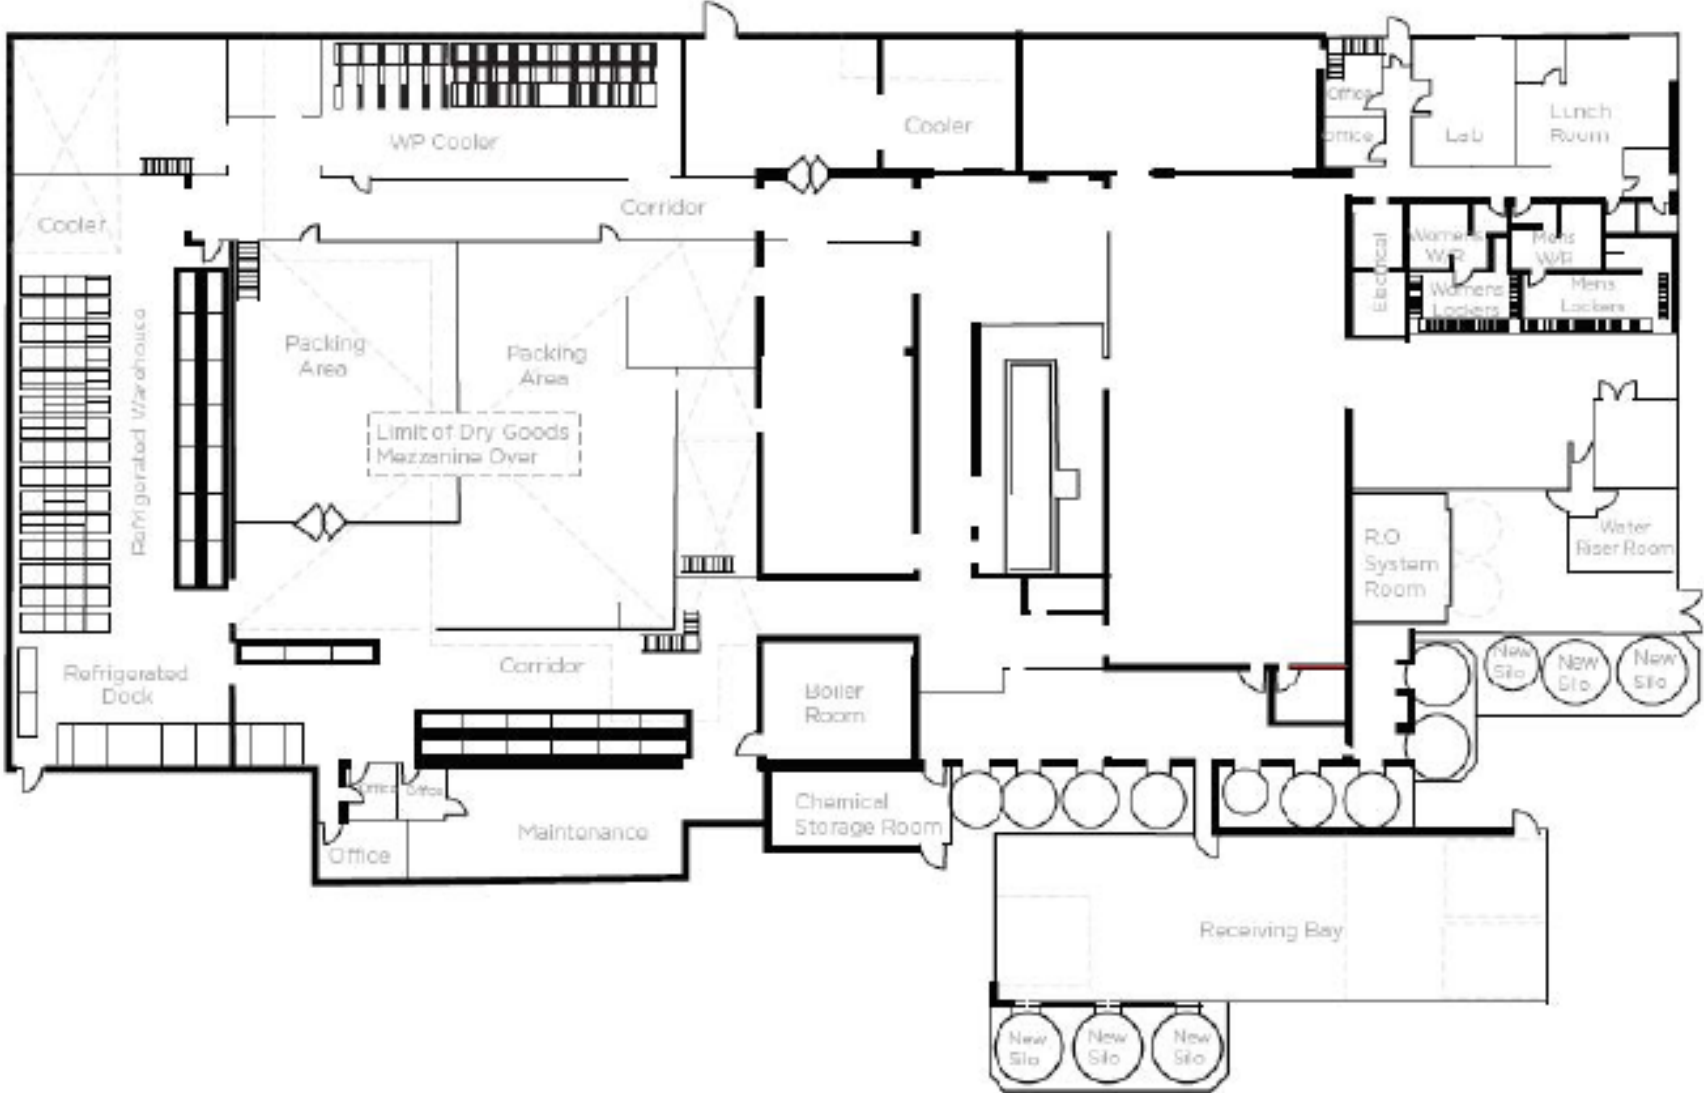 WP Cooler
Cooler
Office
Office
Lab
Lunch
Room
Cooler
Corridor
Electrical
Womens
W/R
Mens
W/R
Womens
Lockers
Mens
Lockers
Refrigerated Warehouse
Packing
Area
Packing
Area
Limit of Dry Goods
Mezzanine Over
R.O
System
Room
Water
Riser Room
Refrigerated
Dock
Corridor
Boiler
Room
New
Silo
New
Silo
New
Silo
Office
Office
Office
Maintenance
Chemical
Storage Room
Receiving Bay
New
Silo
New
Silo
New
Silo